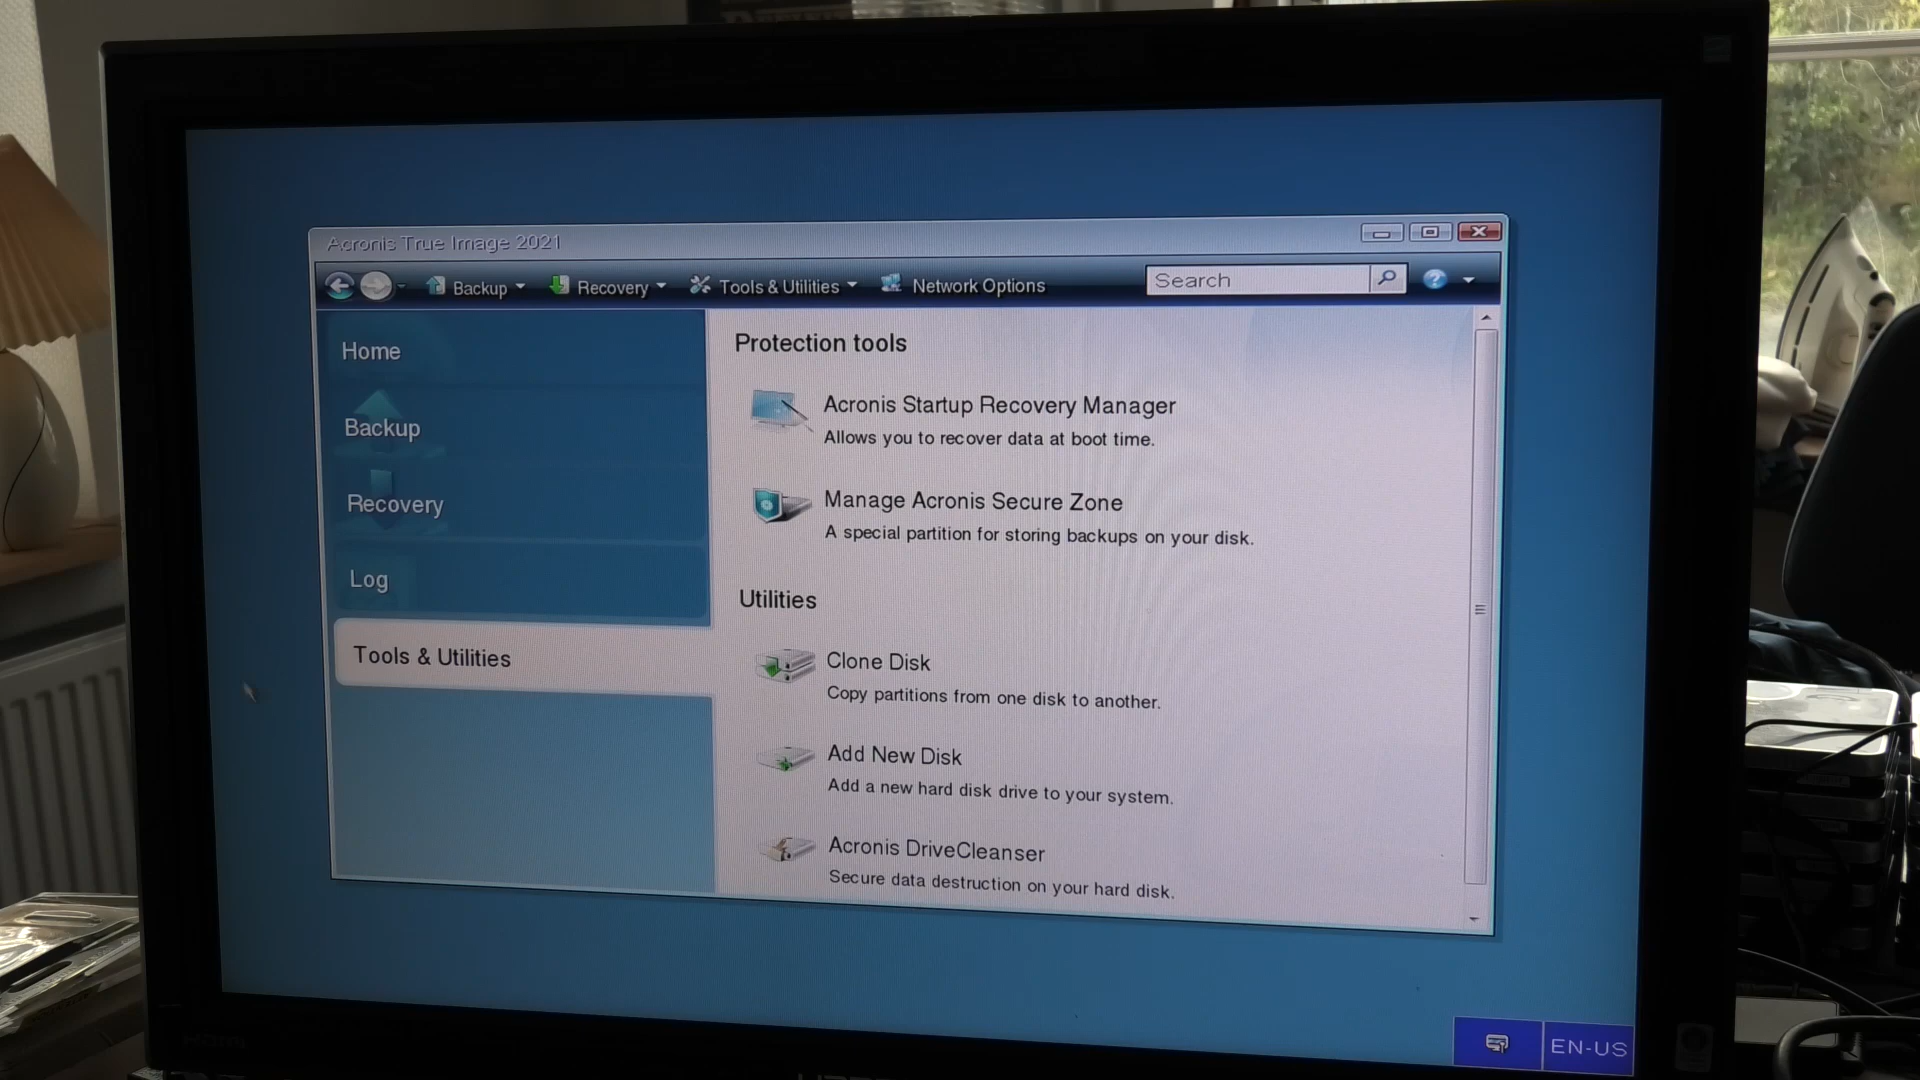 Acronis True Image 2021
Backup Recovery Tools & Utilities Network Options Search
Home
Backup
Recovery
Log
Tools & Utilities
Protection tools
Acronis Startup Recovery Manager
Allows you to recover data at boot time.
Manage Acronis Secure Zone
A special partition for storing backups on your disk.
Utilities
Clone Disk
Copy partitions from one disk to another.
Add New Disk
Add a new hard disk drive to your system.
Acronis DriveCleanser
Secure data destruction on your hard disk.
EN-US